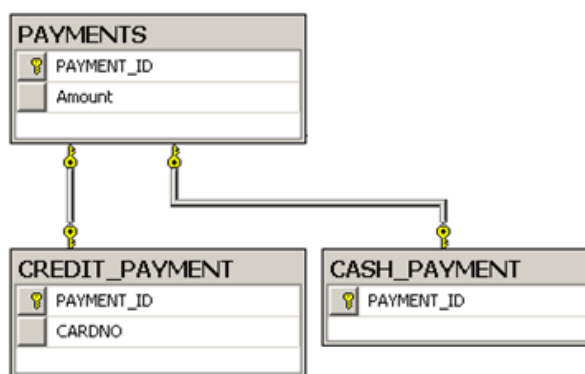 PAYMENTS
PAYMENT_ID
Amount
CREDIT_PAYMENT
PAYMENT_ID
CARDNO
CASH_PAYMENT
PAYMENT_ID